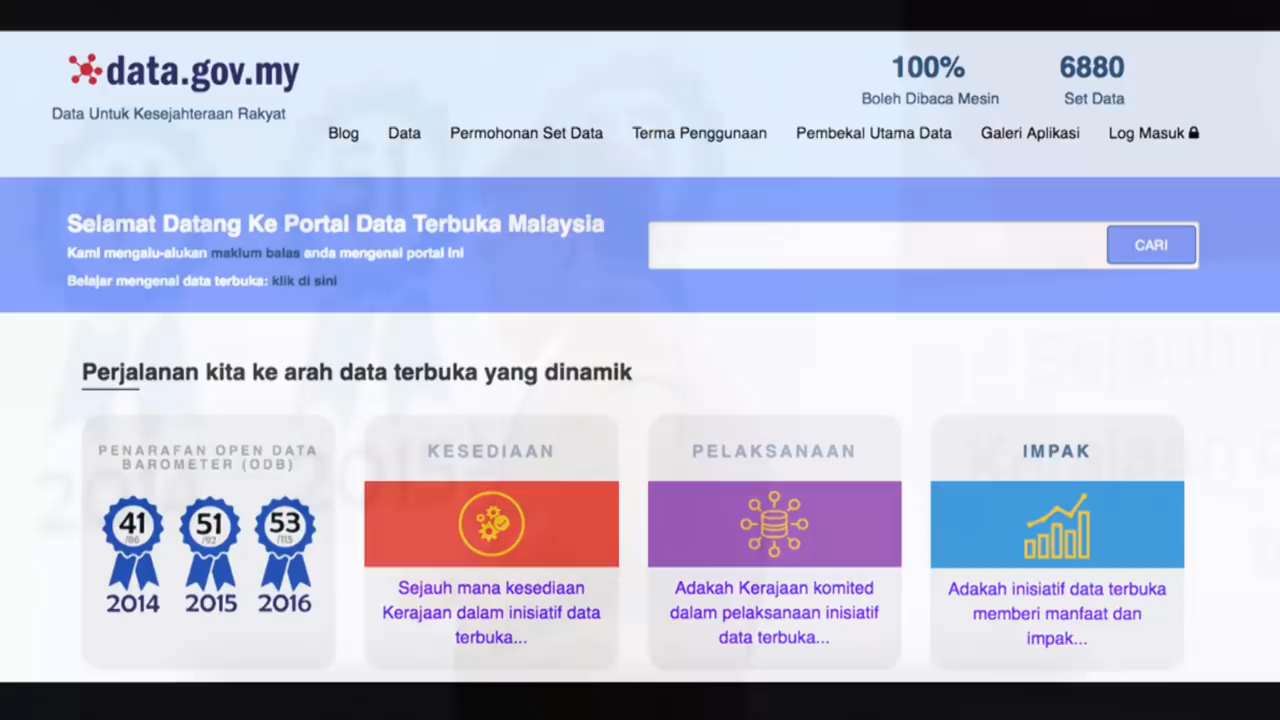 data.gov.my
Data Untuk Kesejahteraan Rakyat
100%
Boleh Dibaca Mesin
6880
Set Data
Blog Data Permohonan Set Data Terma Penggunaan Pembekal Utama Data Galeri Aplikasi Log Masuk
Selamat Datang Ke Portal Data Terbuka Malaysia
Kami mengalu-alukan maklum balas anda mengenai portal ini
Belajar mengenai data terbuka: klik di sini
CARI
Perjalanan kita ke arah data terbuka yang dinamik
PENARAFAN OPEN DATA
BAROMETER (ODB)
41
/86
2014
51
/92
2015
53
/115
2016
KESEDIAAN
Sejauh mana kesediaan
Kerajaan dalam inisiatif data
terbuka...
PELAKSANAAN
Adakah Kerajaan komited
dalam pelaksanaan inisiatif
data terbuka...
IMPAK
Adakah inisiatif data terbuka
memberi manfaat dan
impak...